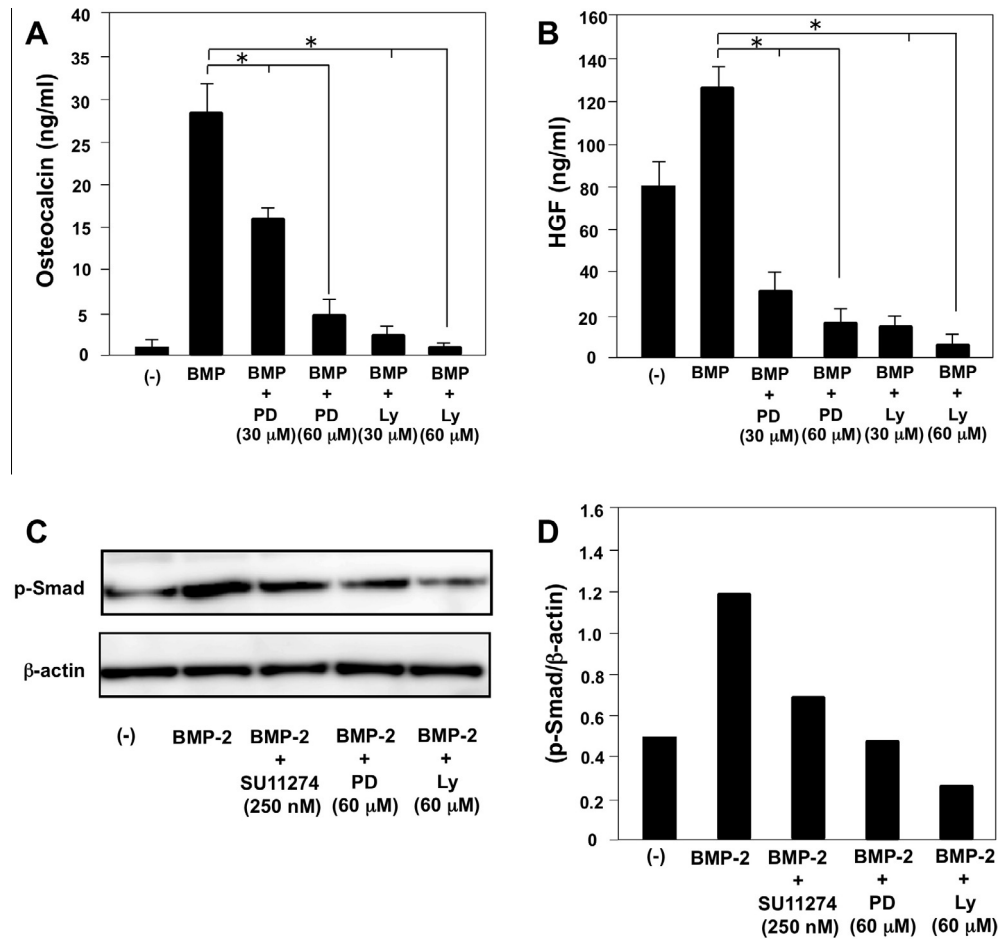 A
Osteocalcin (ng/ml)
40
35
30
25
20
15
10
5
0
*
*
(-)
BMP
BMP
+
PD
(30 μM)
BMP
+
PD
(60 μM)
BMP
+
Ly
(30 μM)
BMP
+
Ly
(60 μM)
B
HGF (ng/ml)
160
140
120
100
80
60
40
20
0
*
*
(-)
BMP
BMP
+
PD
(30 μM)
BMP
+
PD
(60 μM)
BMP
+
Ly
(30 μM)
BMP
+
Ly
(60 μM)
C
p-Smad
β-actin
(-)
BMP-2
BMP-2
+
SU11274
(250 nM)
BMP-2
+
PD
(60 μM)
BMP-2
+
Ly
(60 μM)
D
(p-Smad/β-actin)
1.6
1.4
1.2
1.0
0.8
0.6
0.4
0.2
0
(-)
BMP-2
BMP-2
+
SU11274
(250 nM)
BMP-2
+
PD
(60 μM)
BMP-2
+
Ly
(60 μM)